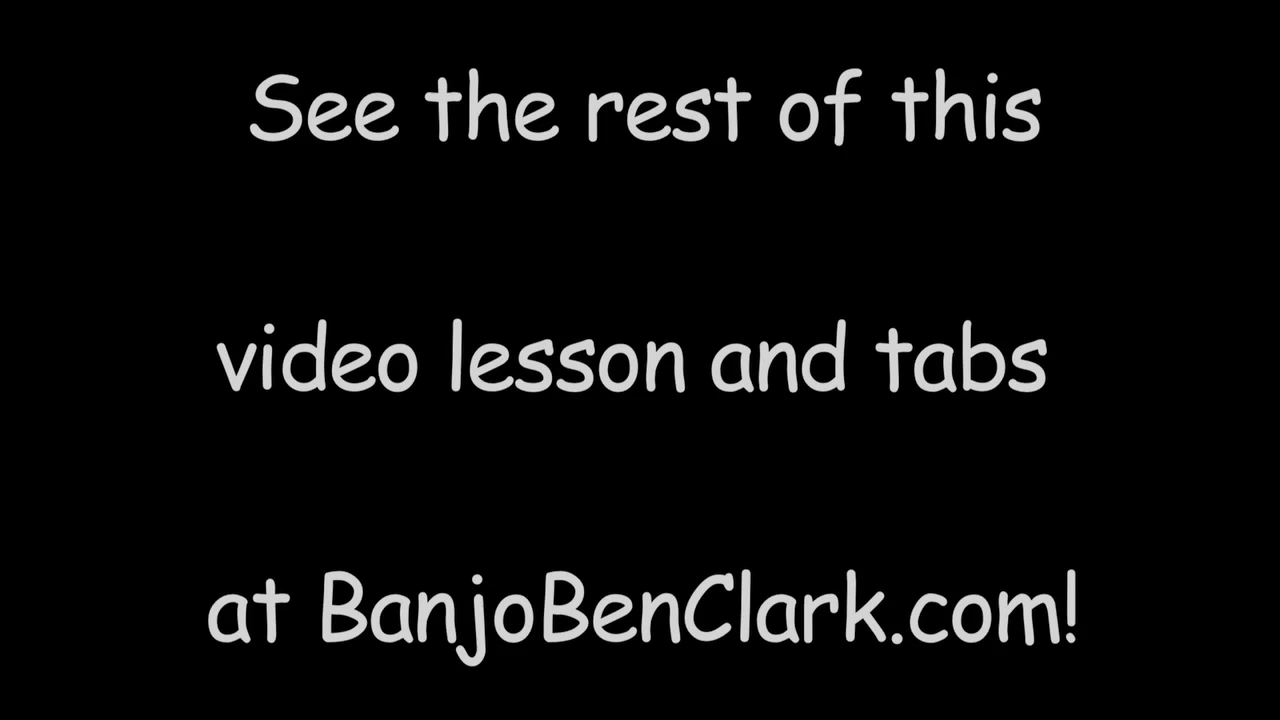 See the rest of this
video lesson and tabs
at BanjoBenClark.com!